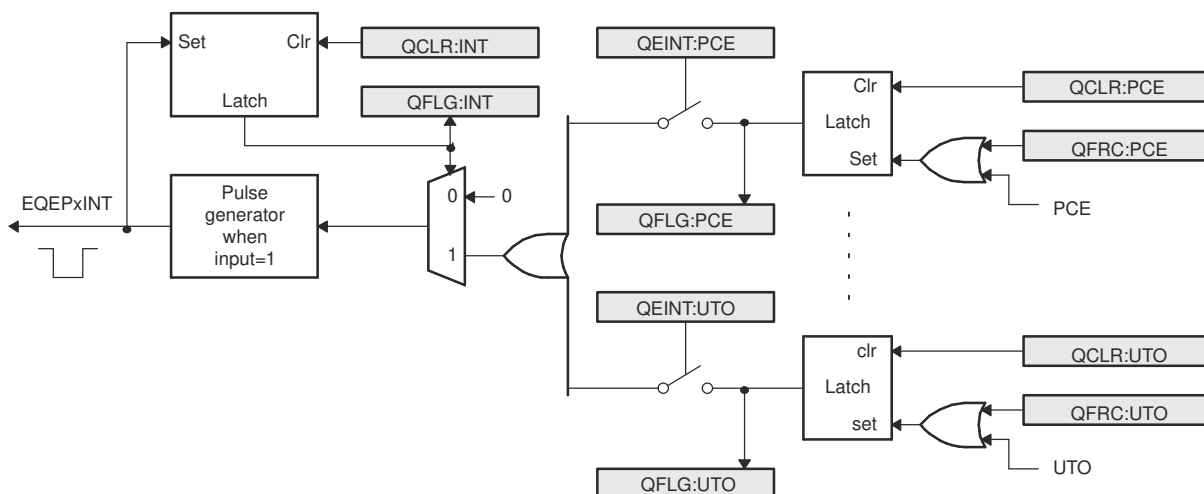 Set
Clr
QCLR:INT
Latch
QFLG:INT
EQEPxINT
Pulse
generator
when
input=1
0
0
1
QEINT:PCE
Clr
QCLR:PCE
Latch
Set
QFRC:PCE
PCE
QFLG:PCE
QEINT:UTO
clr
QCLR:UTO
Latch
set
QFRC:UTO
UTO
QFLG:UTO